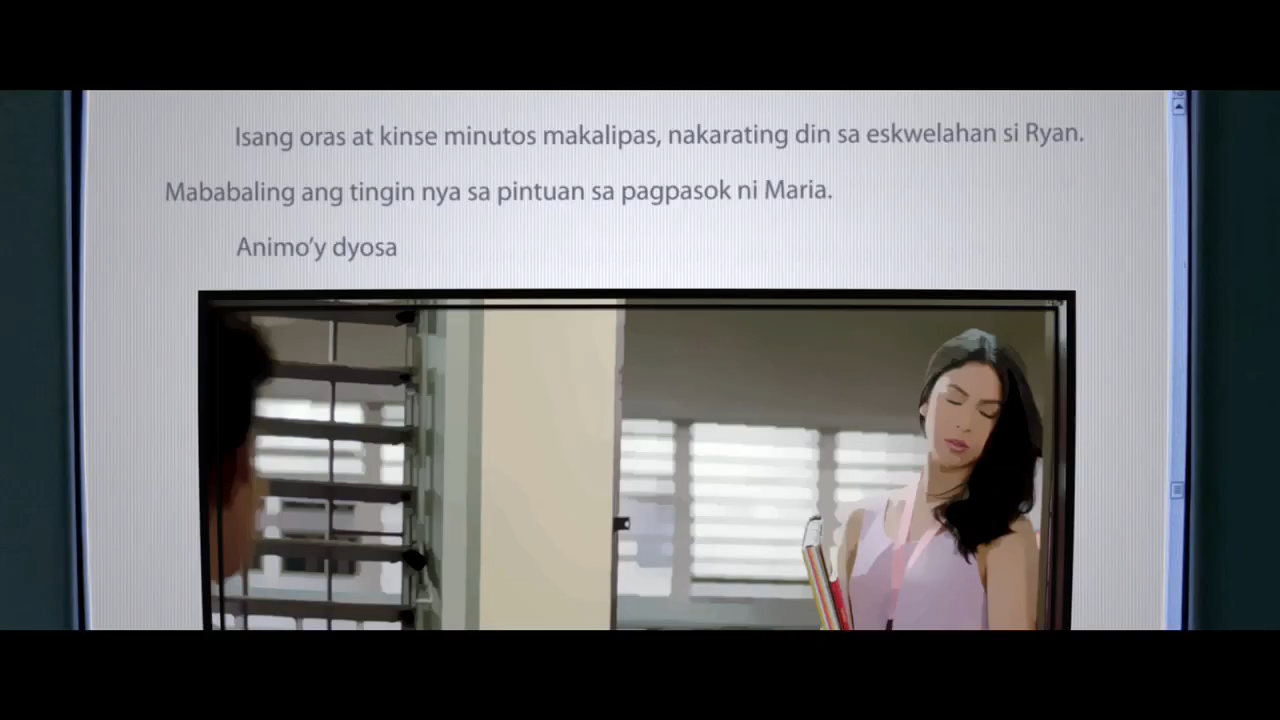 Isang oras at kinse minutos makalipas, nakarating din sa eskwelahan si Ryan.
Mababaling ang tingin nya sa pintuan sa pagpasok ni Maria.
Animo'y dyosa